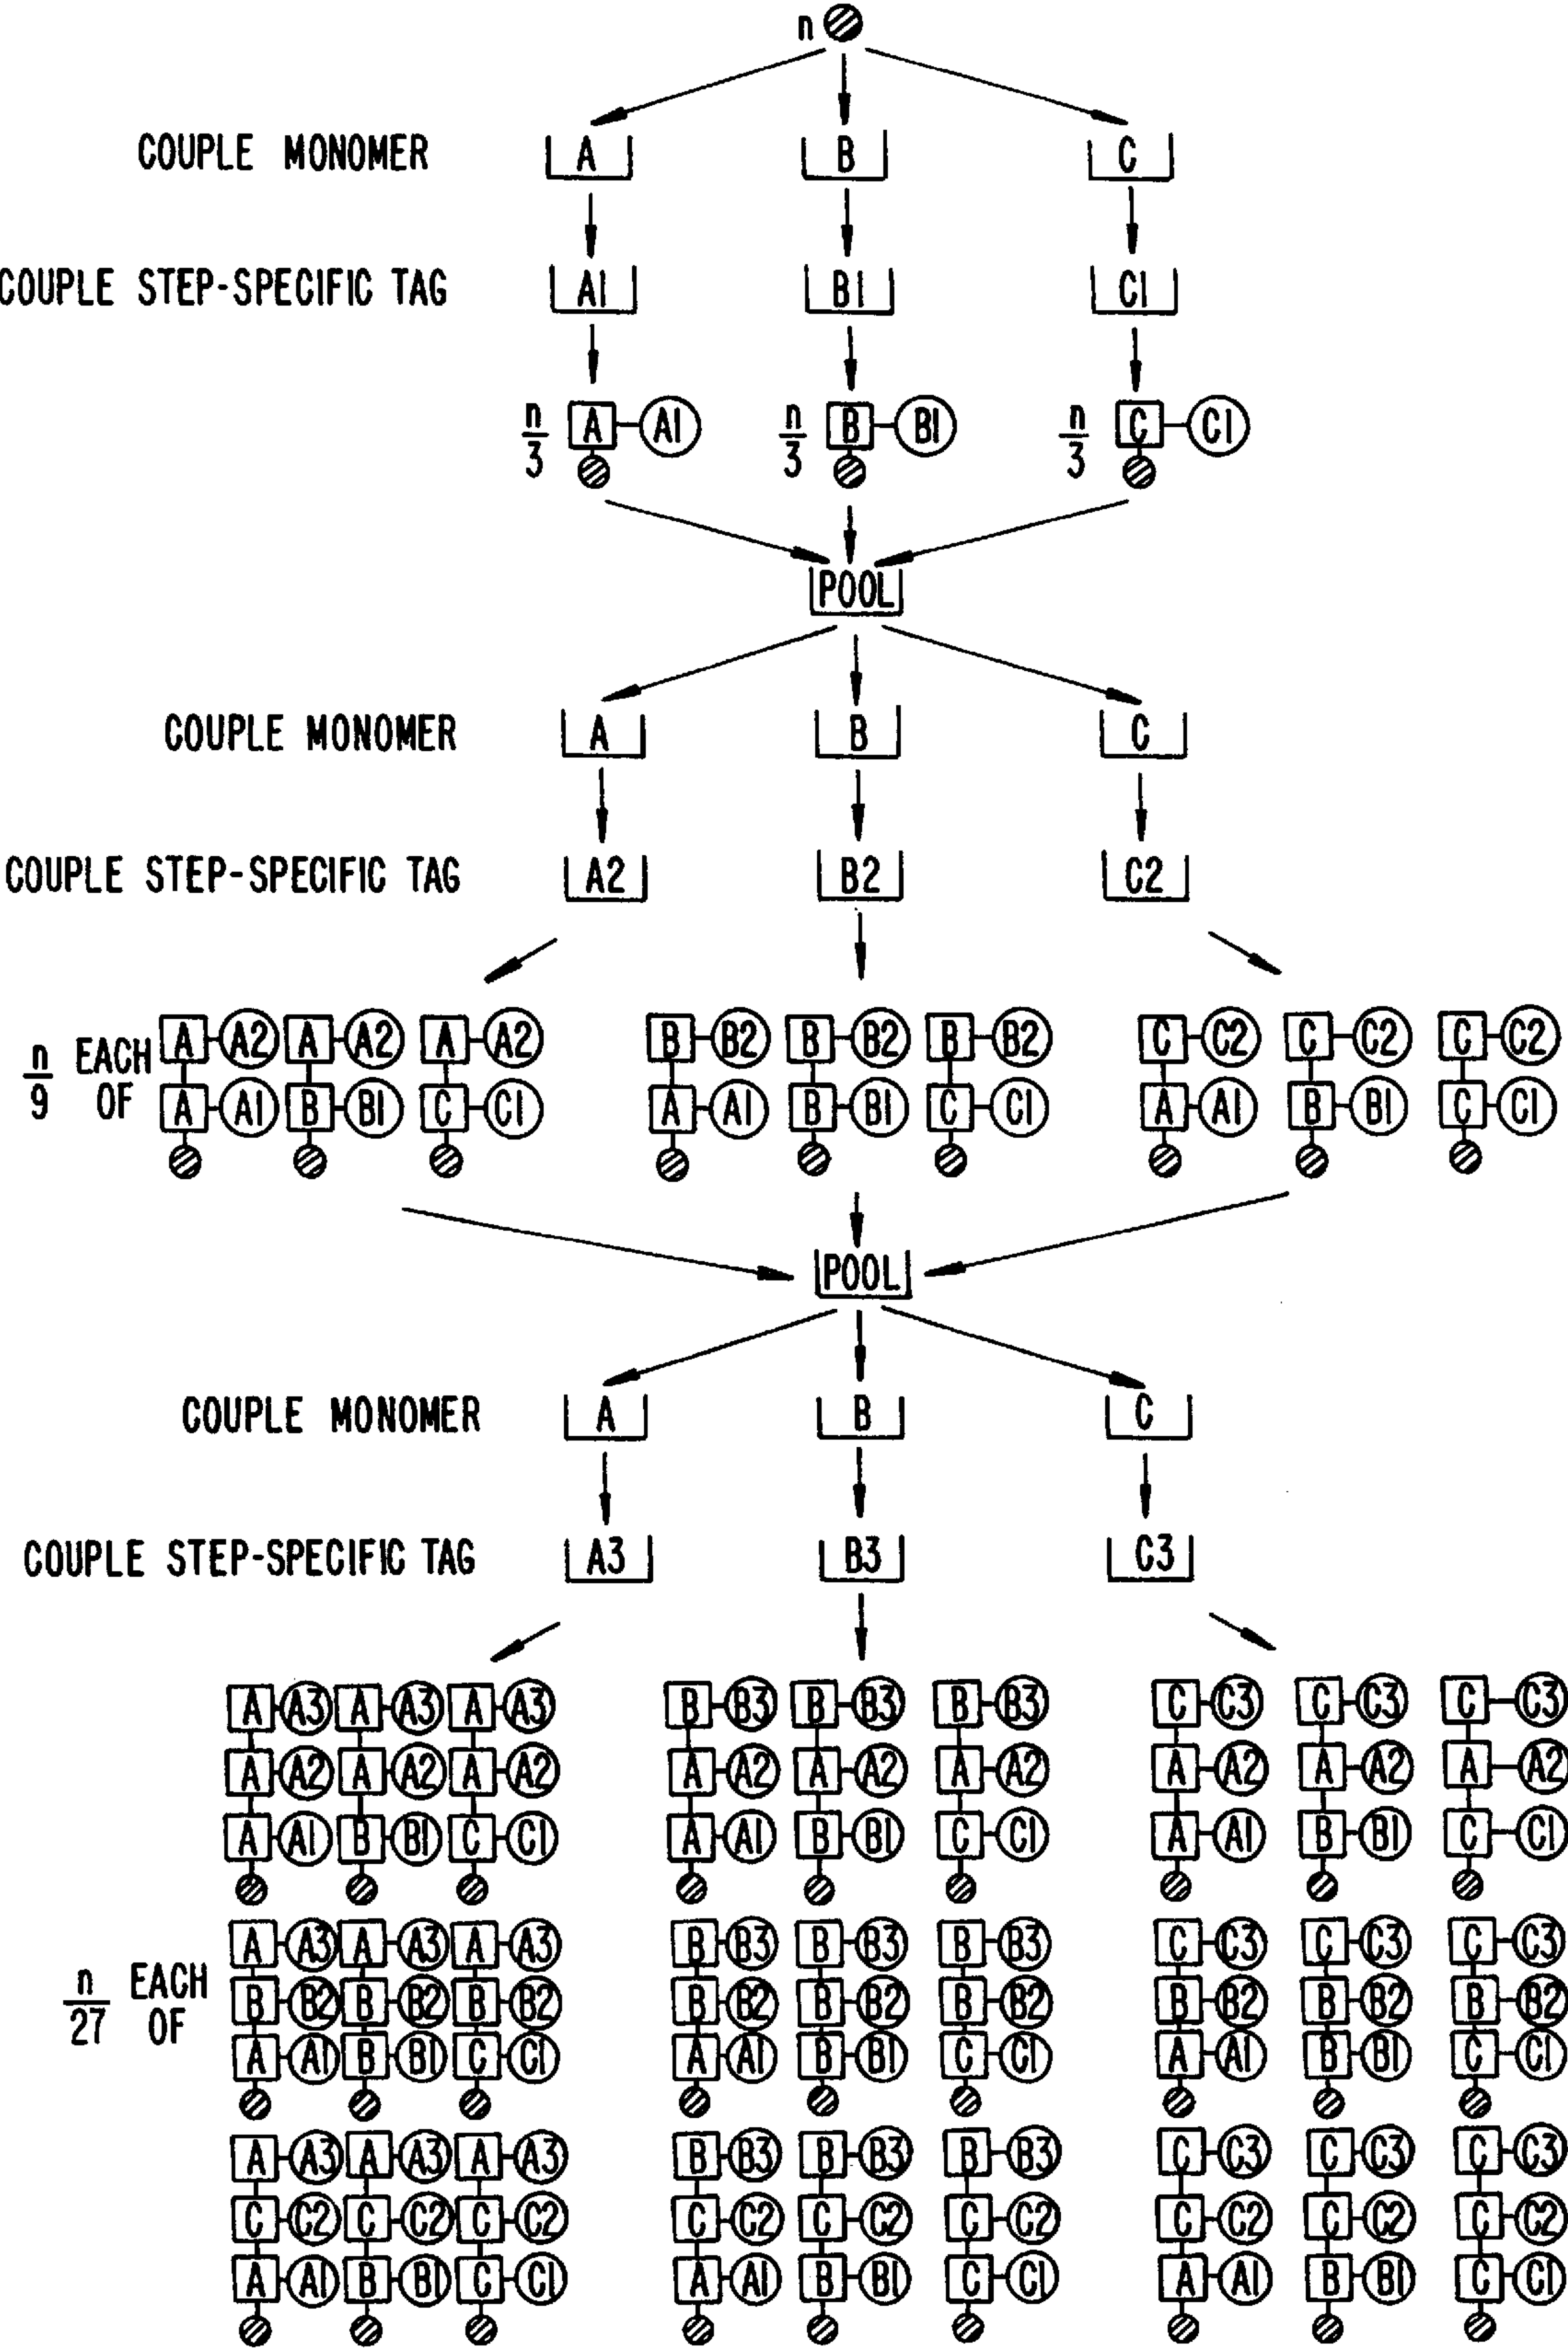 n
COUPLE MONOMER A B C
COUPLE STEP-SPECIFIC TAG A1 B1 C1
n/3 A A1 n/3 B B1 n/3 C C1
POOL
COUPLE MONOMER A B C
COUPLE STEP-SPECIFIC TAG A2 B2 C2
n/9 EACH OF
A A2 A A2 A A2 B B2 B B2 B B2 C C2 C C2 C C2
A A1 B B1 C C1 A A1 B B1 C C1 A A1 B B1 C C1
POOL
COUPLE MONOMER A B C
COUPLE STEP-SPECIFIC TAG A3 B3 C3
A A3 A A3 A A3 B B3 B B3 B B3 C C3 C C3 C C3
A A2 A A2 A A2 A A2 A A2 A A2 A A2 A A2 A A2
A A1 B B1 C C1 A A1 B B1 C C1 A A1 B B1 C C1
n/27 EACH OF
A A3 A A3 A A3 B B3 B B3 B B3 C C3 C C3 C C3
B B2 B B2 B B2 B B2 B B2 B B2 B B2 B B2 B B2
A A1 B B1 C C1 A A1 B B1 C C1 A A1 B B1 C C1
A A3 A A3 A A3 B B3 B B3 B B3 C C3 C C3 C C3
C C2 C C2 C C2 C C2 C C2 C C2 C C2 C C2 C C2
A A1 B B1 C C1 A A1 B B1 C C1 A A1 B B1 C C1